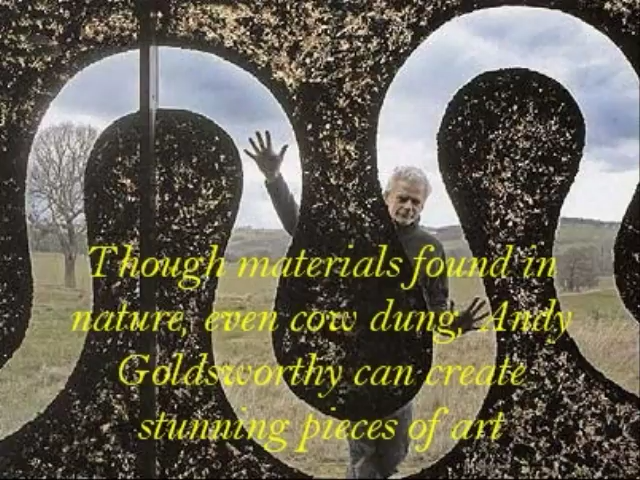 Though materials found in
nature, even cow dung, Andy
Goldsworthy can create
stunning pieces of art